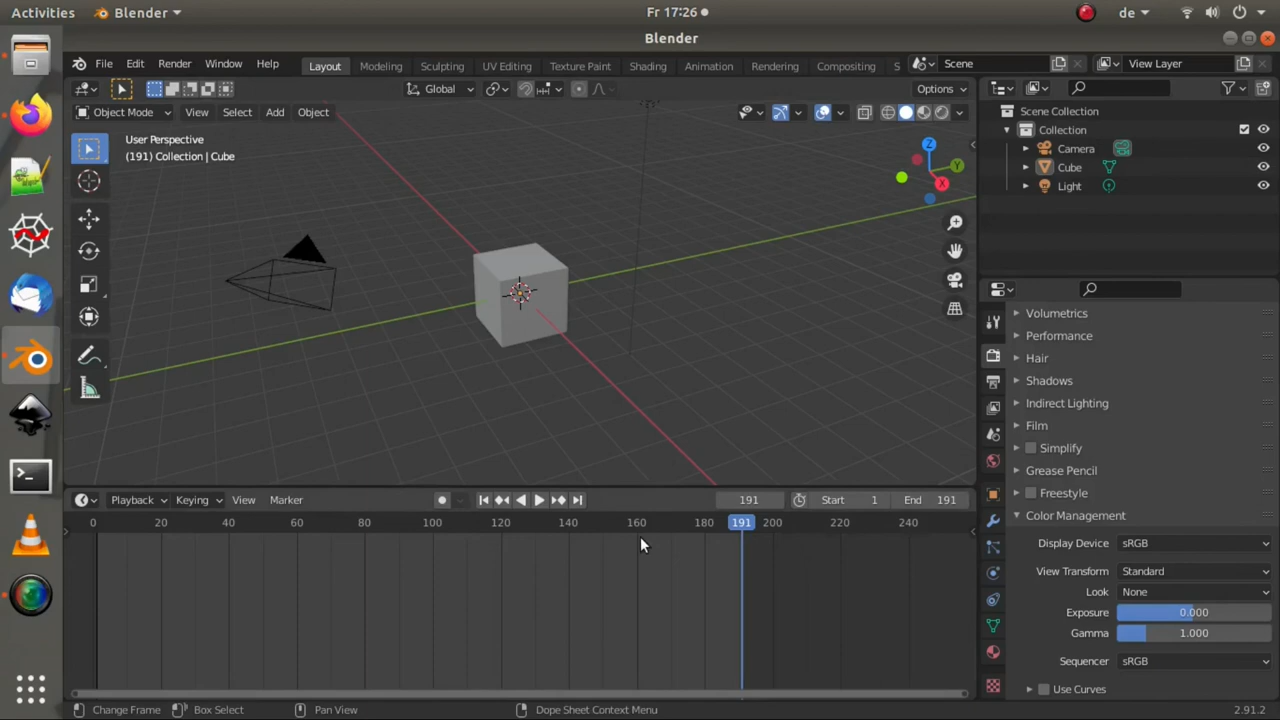 Activities Blender Fr 17:26 de
Blender
File Edit Render Window Help Layout Modeling Sculpting UV Editing Texture Paint Shading Animation Rendering Compositing S Scene View Layer
Global Options
Object Mode View Select Add Object
User Perspective
(191) Collection | Cube
Z
Y
X
Scene Collection
Collection
Camera
Cube
Light
Volumetrics
Performance
Hair
Shadows
Indirect Lighting
Film
Simplify
Grease Pencil
Freestyle
Color Management
Display Device sRGB
View Transform Standard
Look None
Exposure 0.000
Gamma 1.000
Sequencer sRGB
Use Curves
Playback Keying View Marker 191 Start 1 End 191
0 20 40 60 80 100 120 140 160 180 191 200 220 240
Change Frame Box Select Pan View Dope Sheet Context Menu 2.91.2